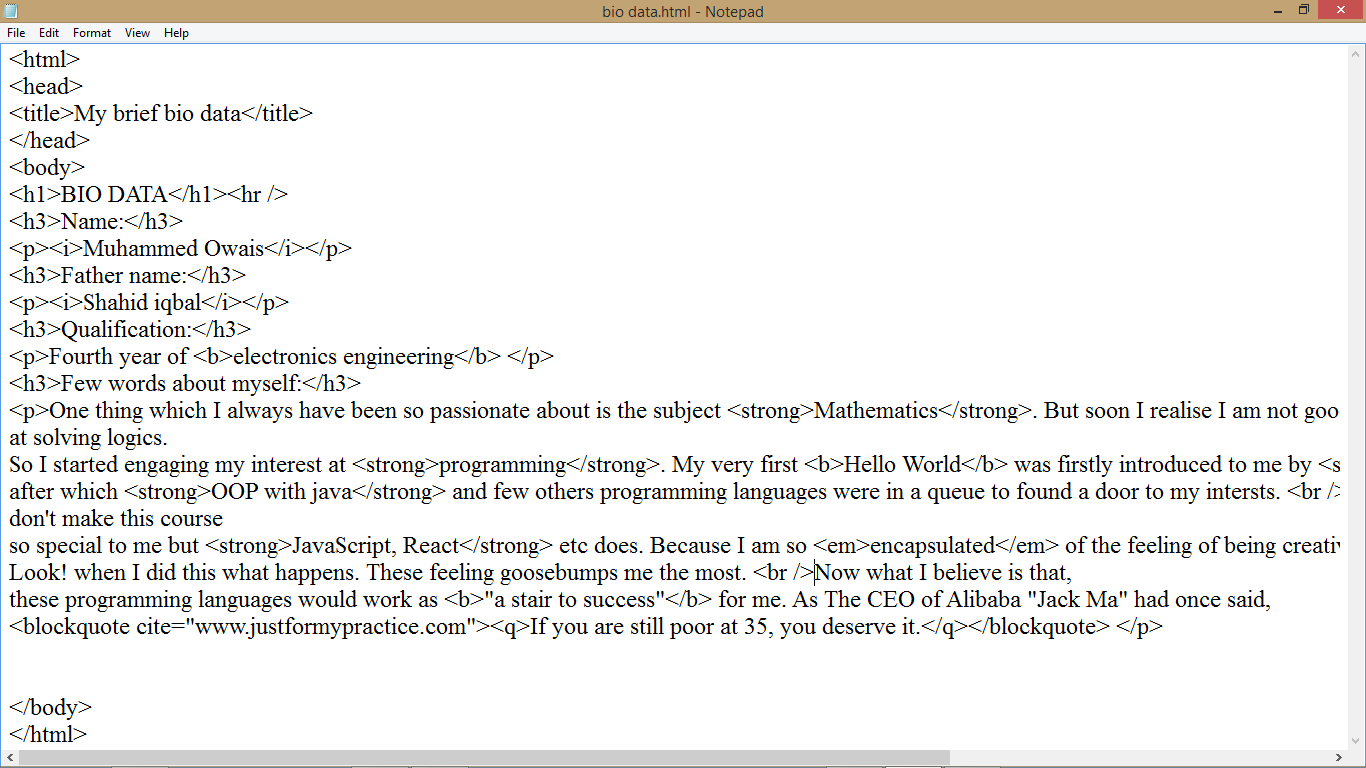 bio data.html - Notepad
File Edit Format View Help
<html>
<head>
<title>My brief bio data</title>
</head>
<body>
<h1>BIO DATA</h1><hr />
<h3>Name:</h3>
<p><i>Muhammed Owais</i></p>
<h3>Father name:</h3>
<p><i>Shahid iqbal</i></p>
<h3>Qualification:</h3>
<p>Fourth year of <b>electronics engineering</b> </p>
<h3>Few words about myself:</h3>
<p>One thing which I always have been so passionate about is the subject <strong>Mathematics</strong>. But soon I realise I am not goo
at solving logics.
So I started engaging my interest at <strong>programming</strong>. My very first <b>Hello World</b> was firstly introduced to me by <s
after which <strong>OOP with java</strong> and few others programming languages were in a queue to found a door to my intersts. <br />
don't make this course
so special to me but <strong>JavaScript, React</strong> etc does. Because I am so <em>encapsulated</em> of the feeling of being creativ
Look! when I did this what happens. These feeling goosebumps me the most. <br />Now what I believe is that,
these programming languages would work as <b>"a stair to success"</b> for me. As The CEO of Alibaba "Jack Ma" had once said,
<blockquote cite="www.justformypractice.com"><q>If you are still poor at 35, you deserve it.</q></blockquote> </p>
</body>
</html>